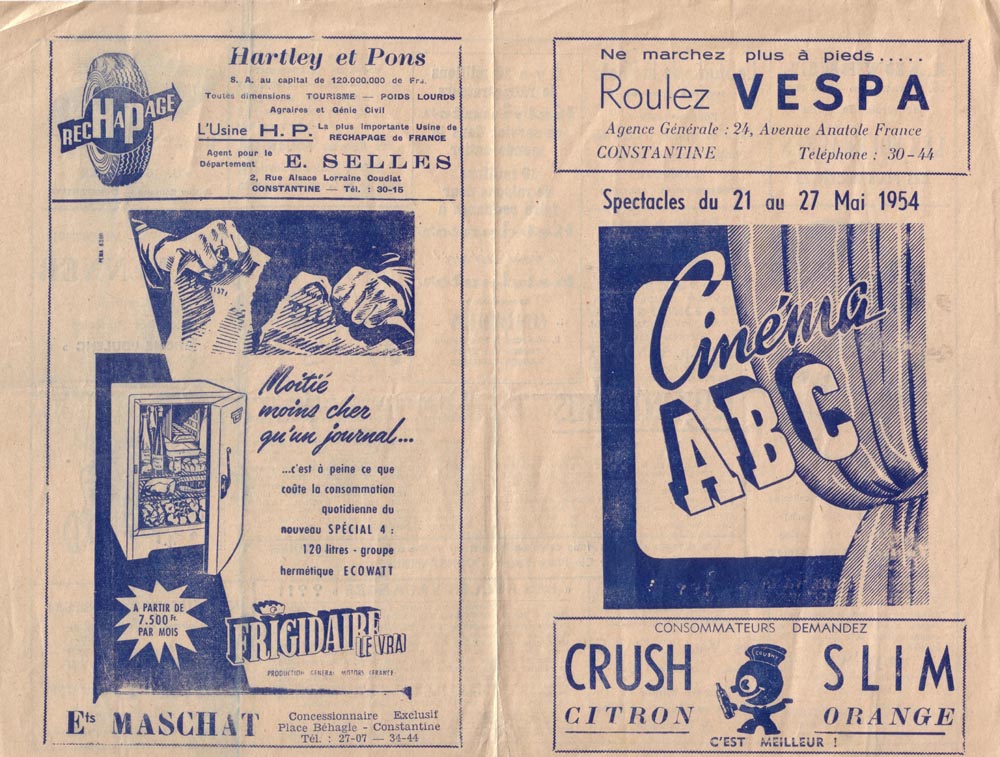 Hartley et Pons
S. A. au capital de 120.000.000 de Frs.
Toutes dimensions TOURISME — POIDS LOURDS
Agraires et Génie Civil
RECHAPAGE
L'Usine H.P. La plus importante Usine de
RECHAPAGE de FRANCE
Agent pour le
Département E. SELLES
2, Rue Alsace Lorraine Coudiat
CONSTANTINE — Tél. : 30-15
Moitié
moins cher
qu'un journal...
...c'est à peine ce que
coûte la consommation
quotidienne du
nouveau SPÉCIAL 4 :
120 litres - groupe
hermétique ECOWATT
A PARTIR DE
7.500 Fr.
PAR MOIS
FRIGIDAIRE
LE VRAI
PRODUCTION GENERAL MOTORS (FRANCE)
Ets MASCHAT
Concessionnaire Exclusif
Place Béhagle - Constantine
Tél. : 27-07 — 34-44
Ne marchez plus à pieds.....
Roulez VESPA
Agence Générale : 24, Avenue Anatole France
CONSTANTINE Teléphone : 30-44
Spectacles du 21 au 27 Mai 1954
Cinéma
ABC
CONSOMMATEURS DEMANDEZ
CRUSH SLIM
CRUSHY
CITRON ORANGE
C'EST MEILLEUR !